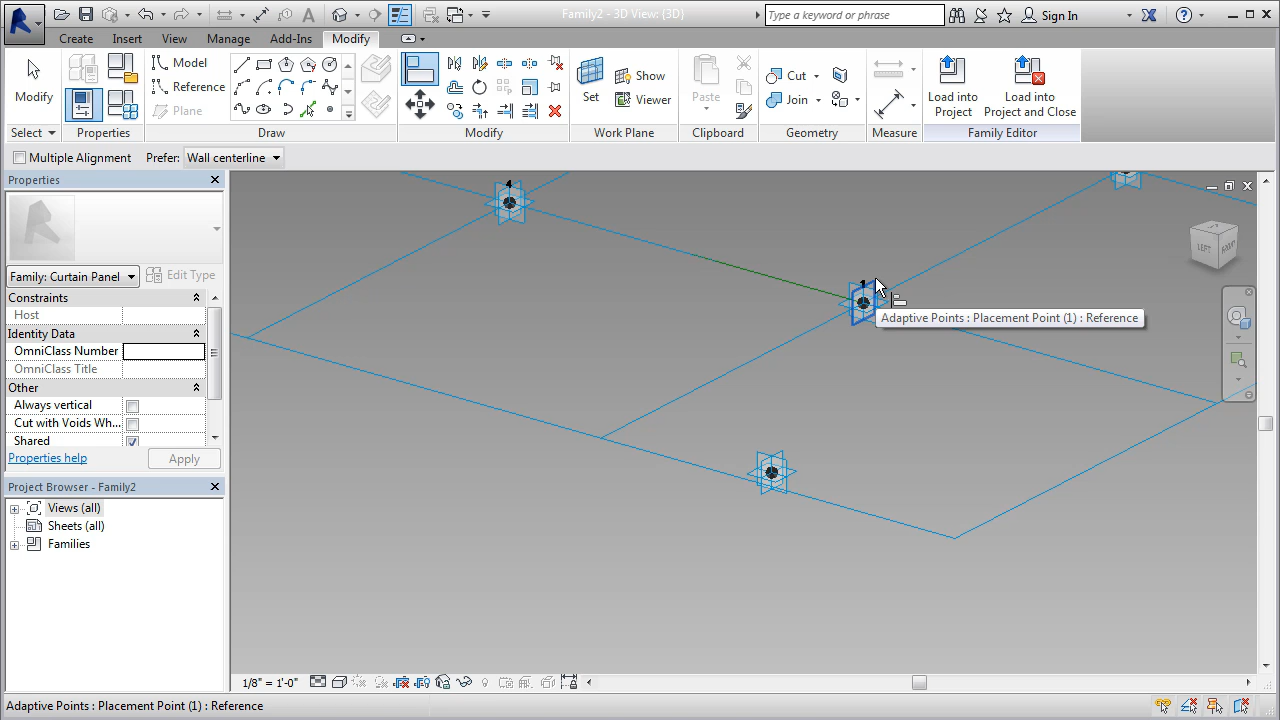 Family2 - 3D View: {3D}
Type a keyword or phrase
Sign In
Create
Insert
View
Manage
Add-Ins
Modify
Modify
Select
Properties
Model
Reference
Plane
Draw
Modify
Set
Show
Viewer
Work Plane
Paste
Clipboard
Cut
Join
Geometry
Measure
Load into
Project
Load into
Project and Close
Family Editor
Multiple Alignment
Prefer:
Wall centerline
Properties
Family: Curtain Panel
Edit Type
Constraints
Host
Identity Data
OmniClass Number
OmniClass Title
Other
Always vertical
Cut with Voids Wh...
Shared
Properties help
Apply
Project Browser - Family2
Views (all)
Sheets (all)
Families
4
1
Adaptive Points : Placement Point (1) : Reference
LEFT
1/8" = 1'-0"
Adaptive Points : Placement Point (1) : Reference